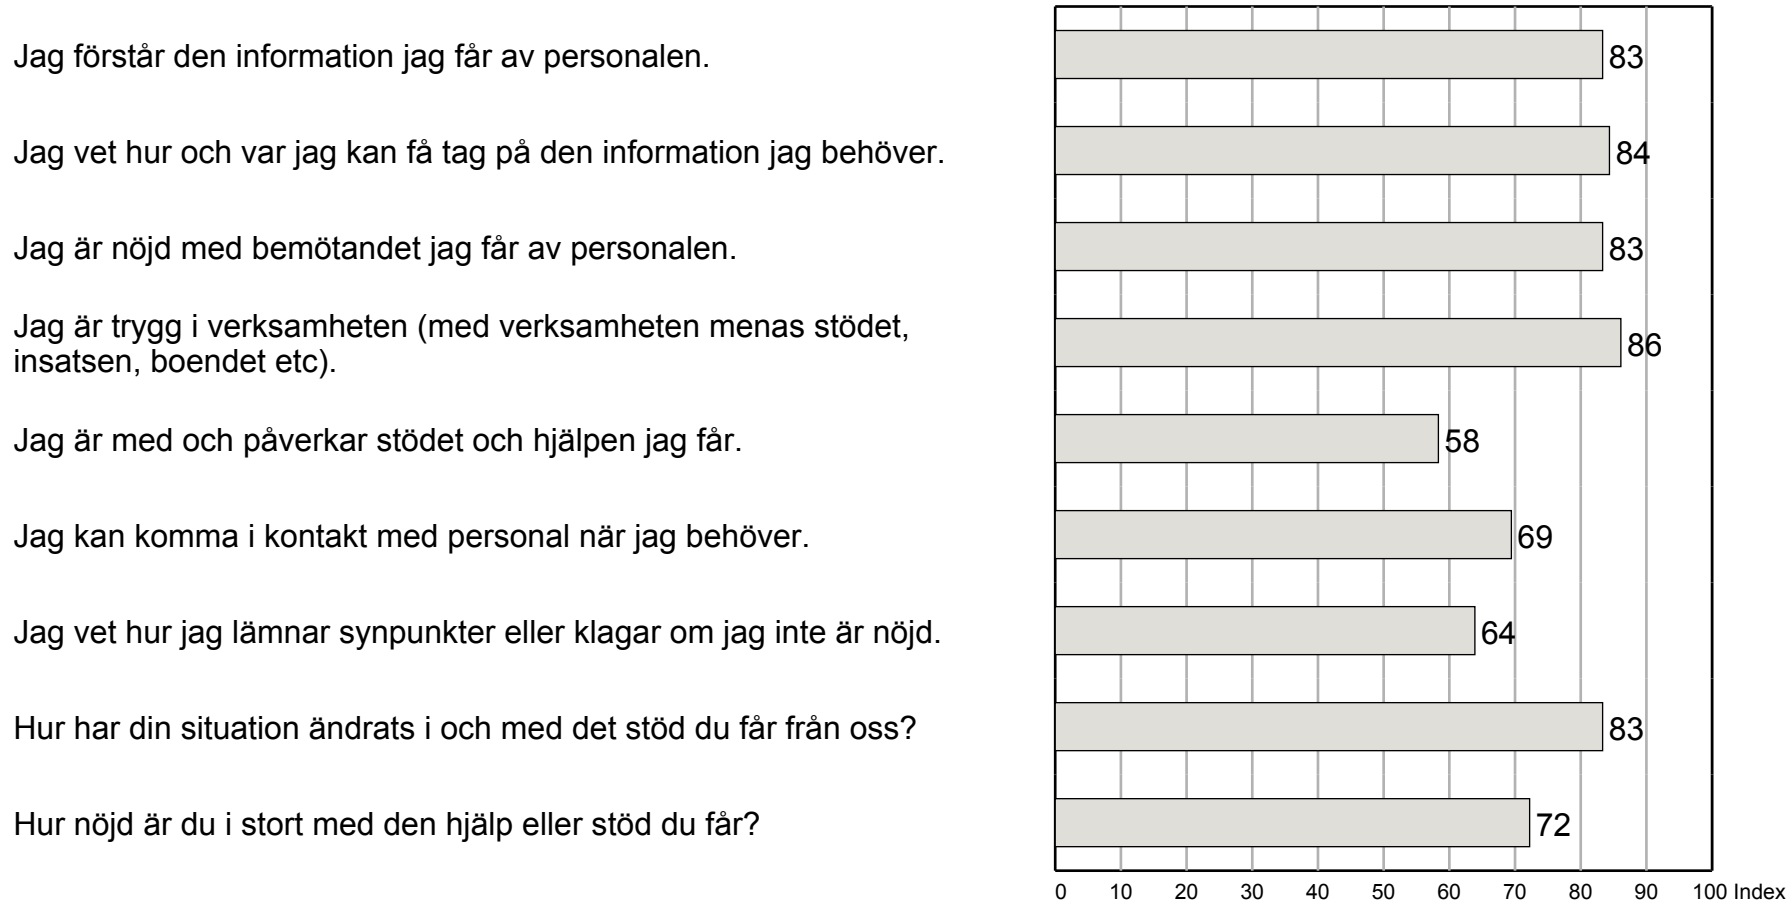 Jag förstår den information jag får av personalen.
83
Jag vet hur och var jag kan få tag på den information jag behöver.
84
Jag är nöjd med bemötandet jag får av personalen.
83
Jag är trygg i verksamheten (med verksamheten menas stödet,
insatsen, boendet etc).
86
Jag är med och påverkar stödet och hjälpen jag får.
58
Jag kan komma i kontakt med personal när jag behöver.
69
Jag vet hur jag lämnar synpunkter eller klagar om jag inte är nöjd.
64
Hur har din situation ändrats i och med det stöd du får från oss?
83
Hur nöjd är du i stort med den hjälp eller stöd du får?
72
0 10 20 30 40 50 60 70 80 90 100 Index